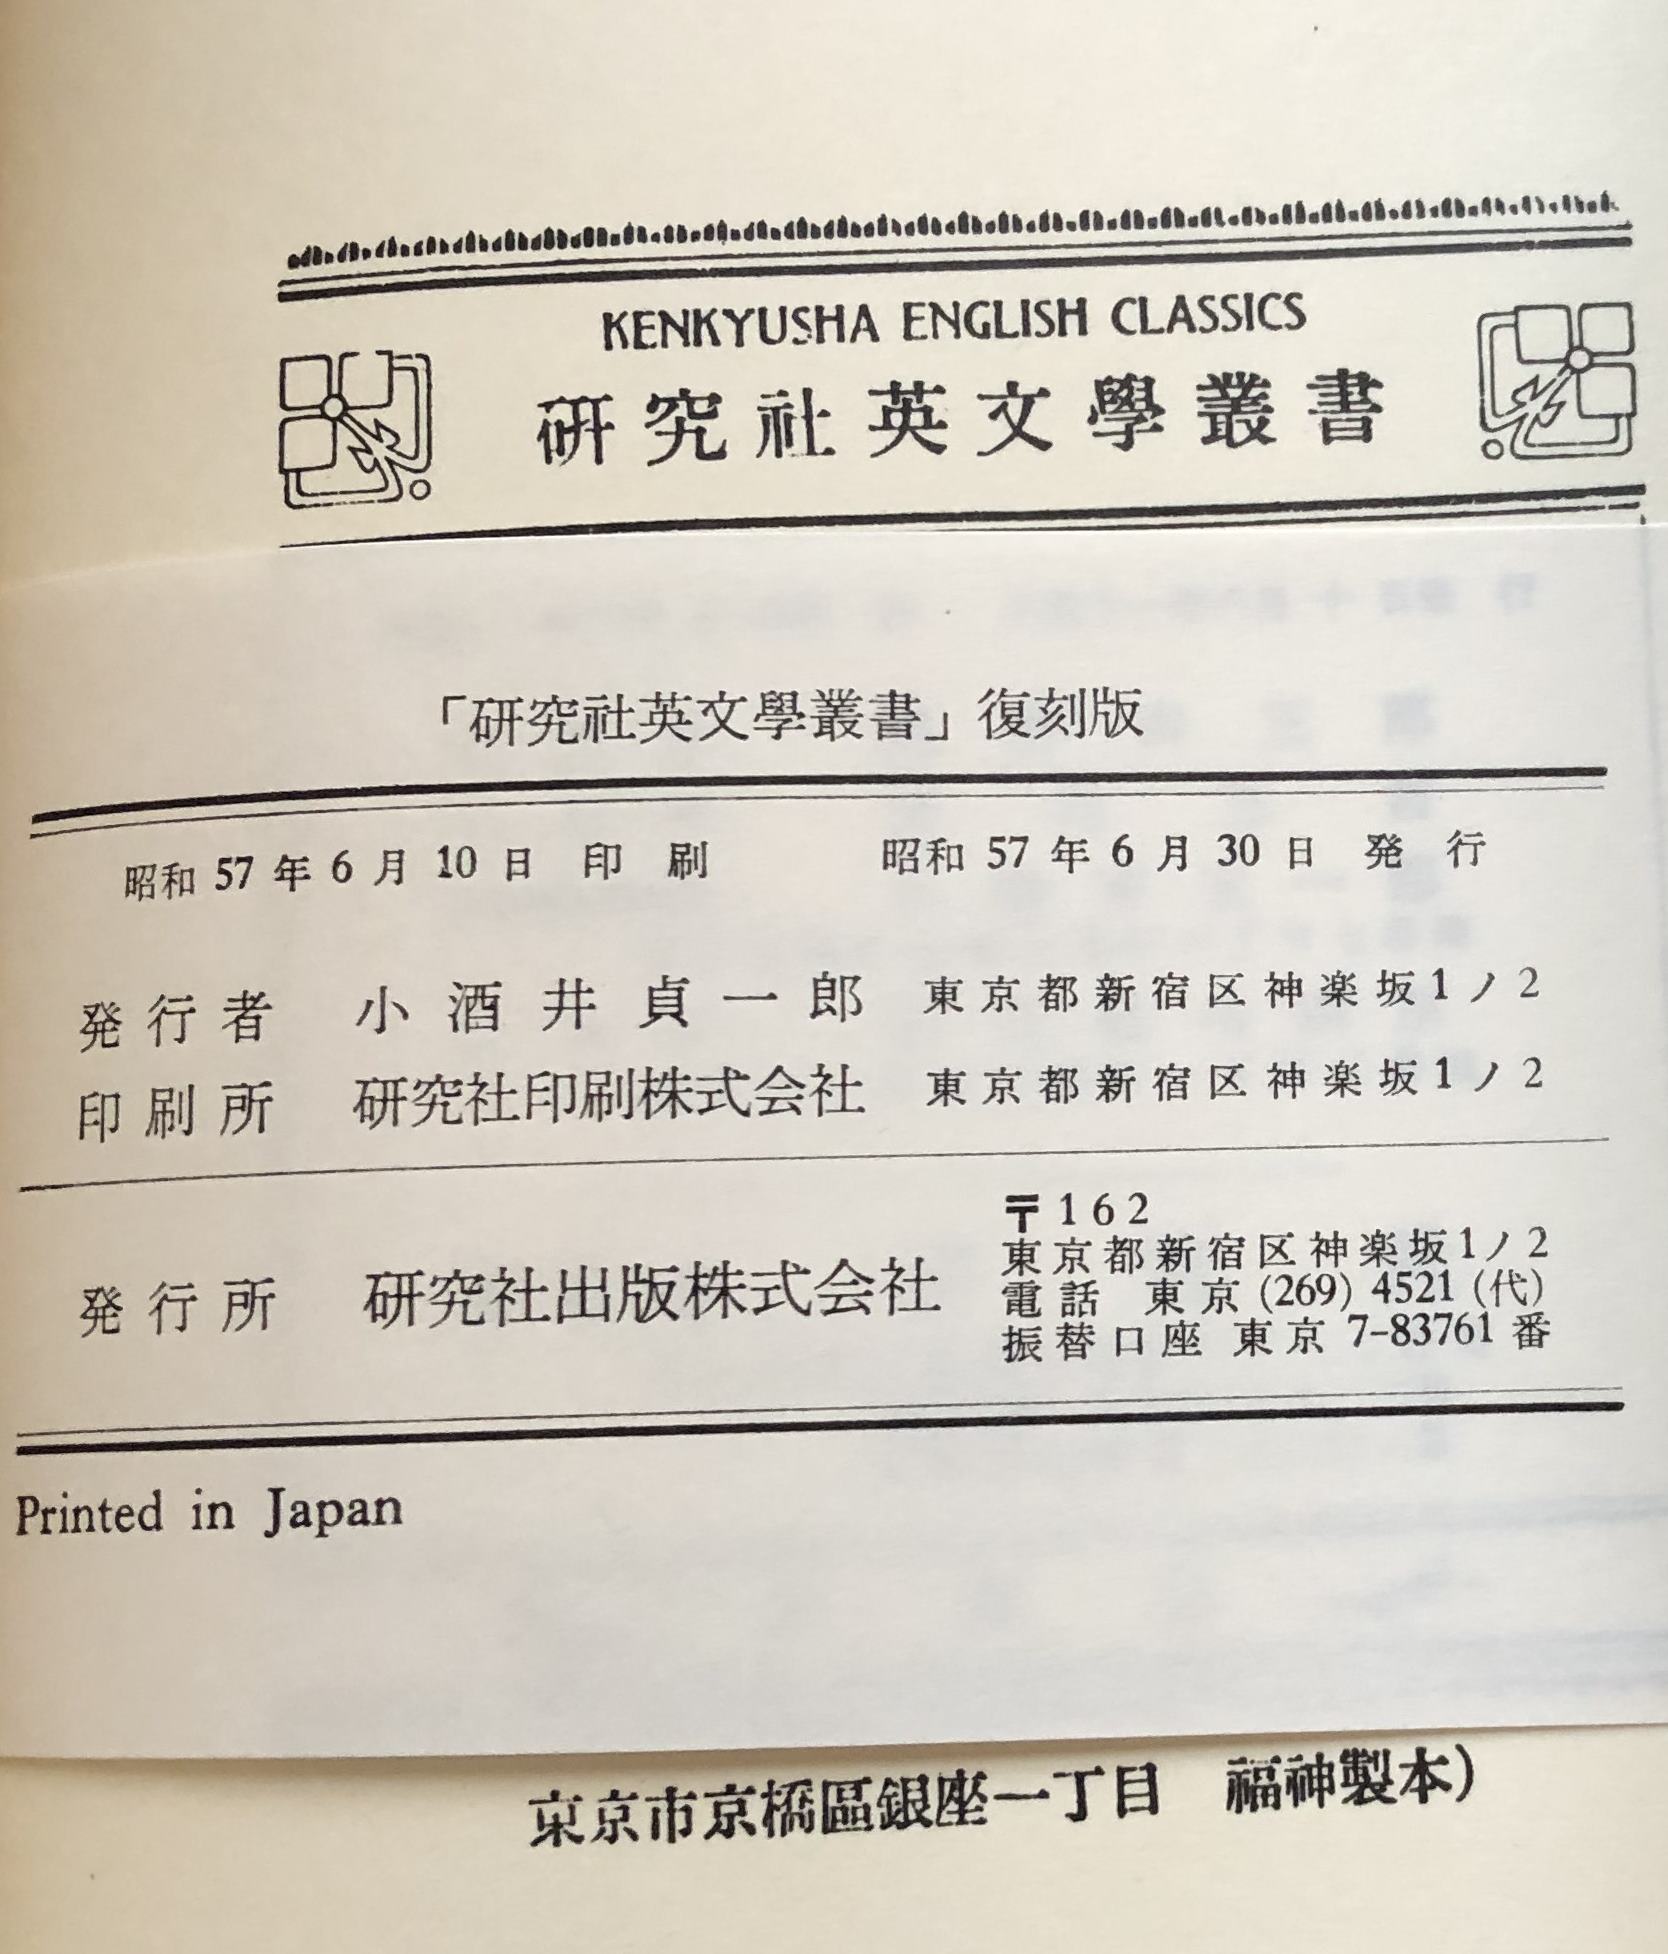 KENKYUSHA ENGLISH CLASSICS
研究社英文學叢書
「研究社英文學叢書」復刻版
昭和57年6月10日 印刷 昭和57年6月30日 発行
発行者 小酒井貞一郎 東京都新宿区神楽坂1ノ2
印刷所 研究社印刷株式会社 東京都新宿区神楽坂1ノ2
発行所 研究社出版株式会社
〒162
東京都新宿区神楽坂1ノ2
電話 東京(269)4521(代)
振替口座 東京 7-83761番
Printed in Japan
東京市京橋區銀座一丁目 福神製本)